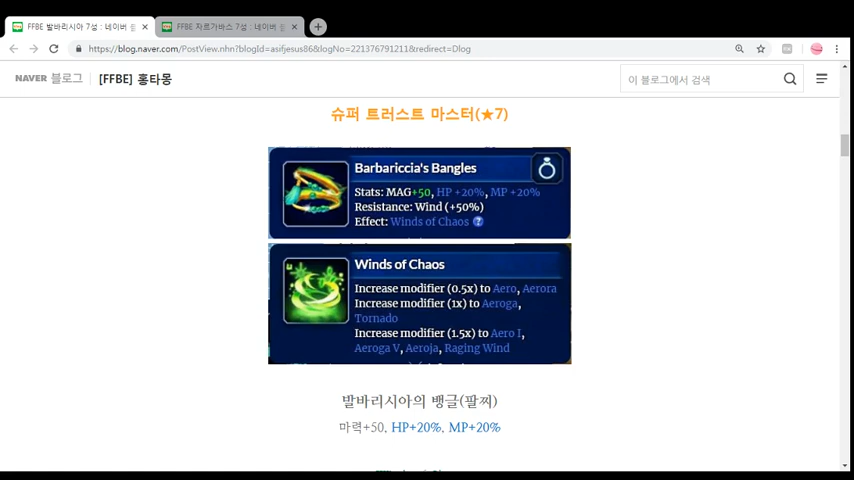 FFBE 발바리시아 7성 : 네이버 블
FFBE 자르가바스 7성 : 네이버
https://blog.naver.com/PostView.nhn?blogId=asifjesus86&logNo=221376791211&redirect=Dlog
NAVER 블로그 [FFBE] 홍타몽
이 블로그에서 검색
슈퍼 트러스트 마스터(★7)
Barbariccia's Bangles
Stats: MAG+50, HP +20%, MP +20%
Resistance: Wind (+50%)
Effect: Winds of Chaos ?
Winds of Chaos
Increase modifier (0.5x) to Aero, Aerora
Increase modifier (1x) to Aeroga,
Tornado
Increase modifier (1.5x) to Aero I,
Aeroga V, Aeroja, Raging Wind
발바리시아의 뱅글(팔찌)
마력+50, HP+20%, MP+20%